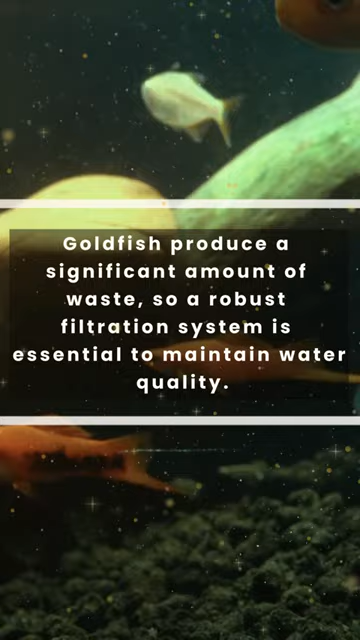 Goldfish produce a
significant amount of
waste, so a robust
filtration system is
essential to maintain water
quality.